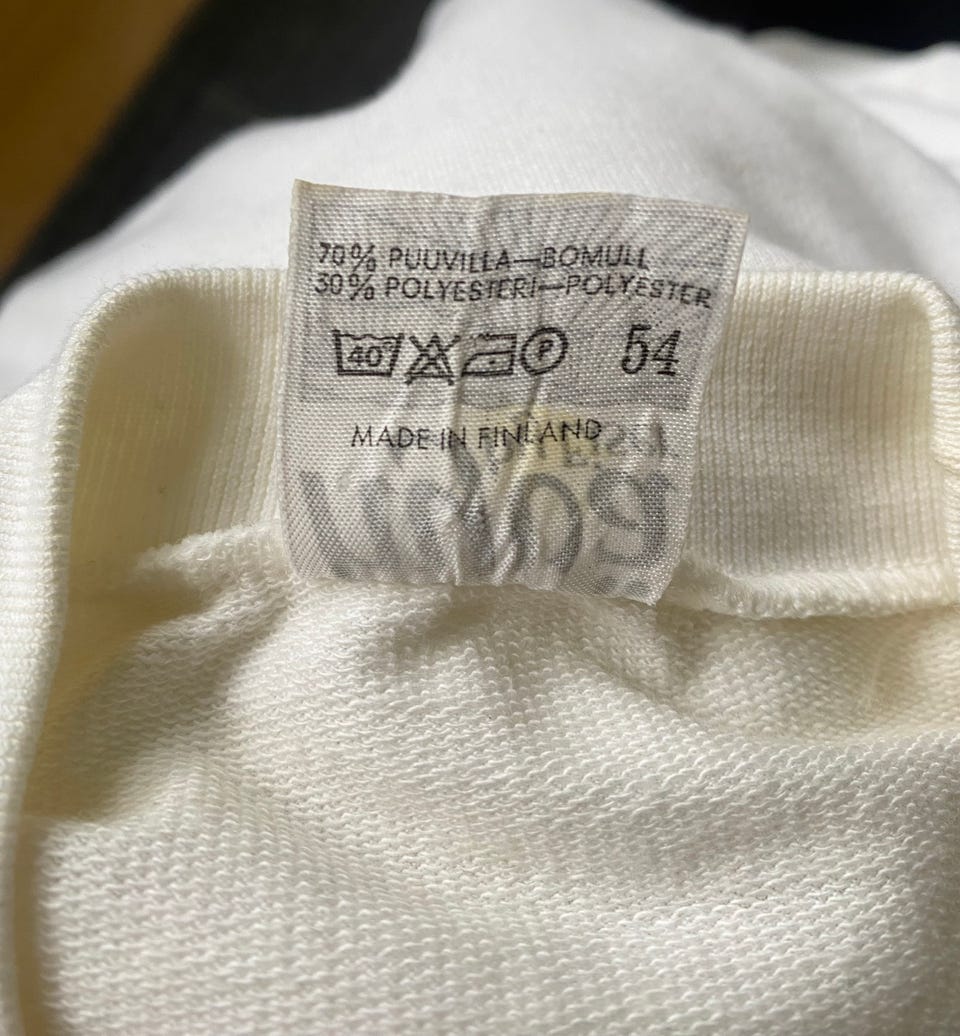 70% PUUVILLA—BOMULL
30% POLYESTERI—POLYESTER
40 P 54
MADE IN FINLAND